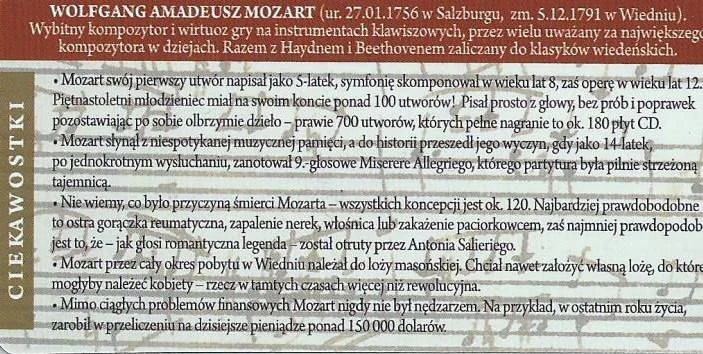 WOLFGANG AMADEUSZ MOZART (ur. 27.01.1756 w Salzburgu, zm. 5.12.1791 w Wiedniu).
Wybitny kompozytor i wirtuoz gry na instrumentach klawiszowych, przez wielu uważany za największego
kompozytora w dziejach. Razem z Haydnem i Beethovenem zaliczany do klasyków wiedeńskich.
CIEKAWOSTKI
• Mozart swój pierwszy utwór napisał jako 5-latek, symfonię skomponował w wieku lat 8, zaś operę w wieku lat 12.
Piętnastoletni młodzieniec miał na swoim koncie ponad 100 utworów! Pisał prosto z głowy, bez prób i poprawek
pozostawiając po sobie olbrzymie dzieło – prawie 700 utworów, których pełne nagranie to ok. 180 płyt CD.
• Mozart słynął z niespotykanej muzycznej pamięci, a do historii przeszedł jego wyczyn, gdy jako 14-latek,
po jednokrotnym wysłuchaniu, zanotował 9.-głosowe Miserere Allegriego, którego partytura była pilnie strzeżoną
tajemnicą.
• Nie wiemy, co było przyczyną śmierci Mozarta – wszystkich koncepcji jest ok. 120. Najbardziej prawdobodobne
to ostra gorączka reumatyczna, zapalenie nerek, włośnica lub zakażenie paciorkowcem, zaś najmniej prawdopodob
jest to, że – jak głosi romantyczna legenda – został otruty przez Antonia Salieriego.
• Mozart przez cały okres pobytu w Wiedniu należał do loży masońskiej. Chciał nawet założyć własną lożę, do które
mogłyby należeć kobiety – rzecz w tamtych czasach więcej niż rewolucyjna.
• Mimo ciągłych problemów finansowych Mozart nigdy nie był nędzarzem. Na przykład, w ostatnim roku życia,
zarobił w przeliczeniu na dzisiejsze pieniądze ponad 150 000 dolarów.